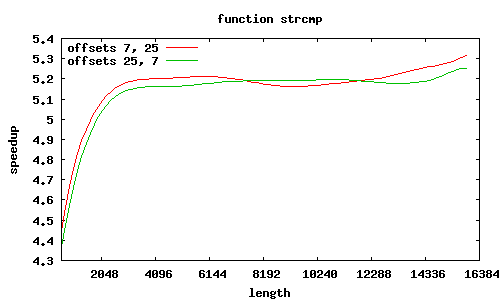 function strcmp
offsets 7, 25
offsets 25, 7
5.4
5.3
5.2
5.1
5
4.9
4.8
4.7
4.6
4.5
4.4
4.3
speedup
2048 4096 6144 8192 10240 12288 14336 16384
length